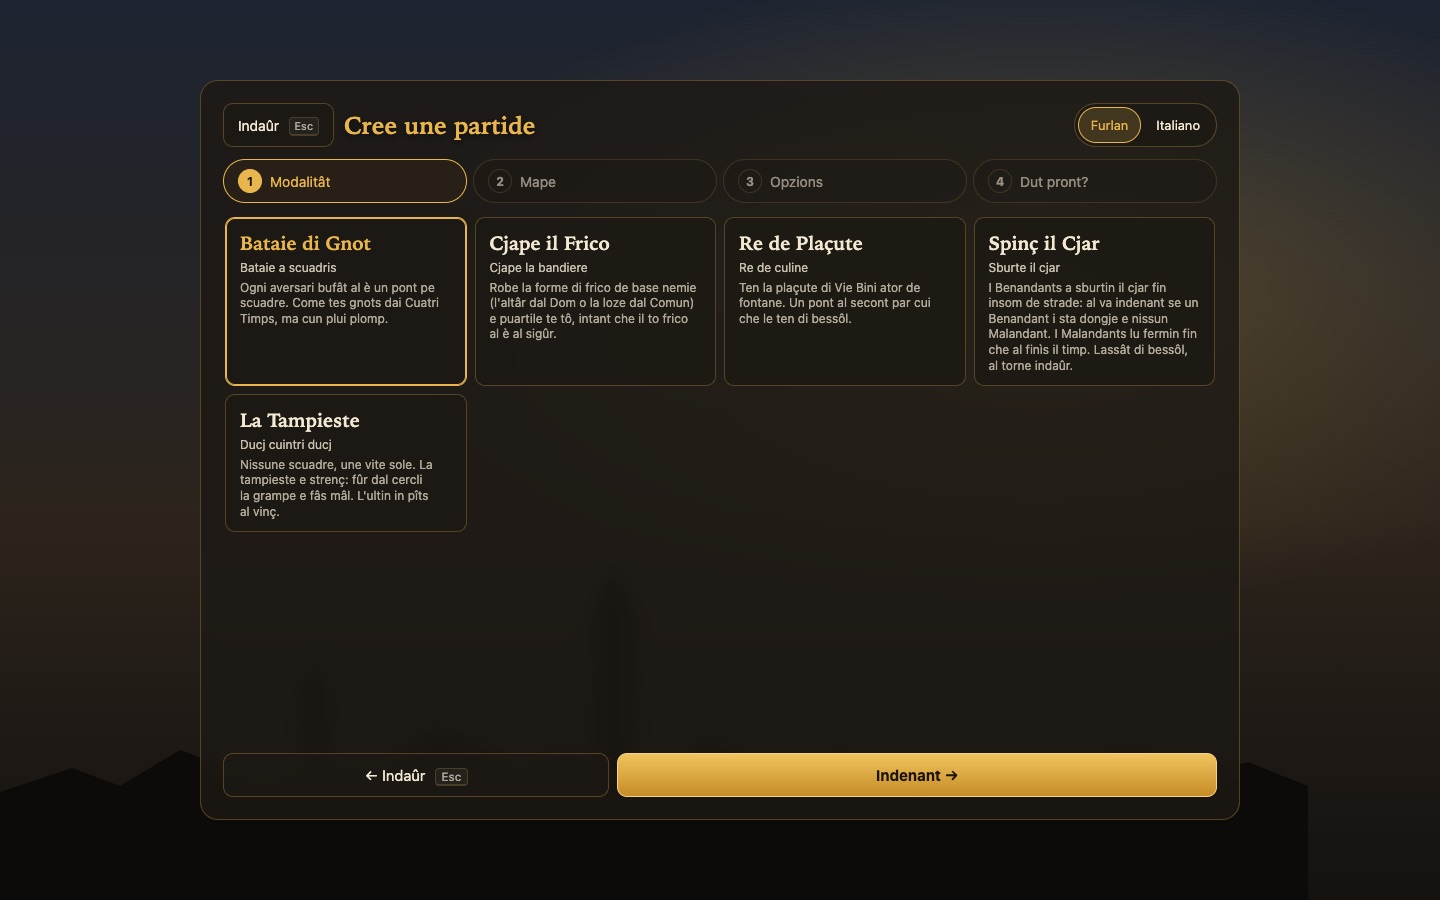 Indaûr Esc
Cree une partide
Furlan Italiano
1 Modalitât
2 Mape
3 Opzions
4 Dut pront?
Bataie di Gnot
Bataie a scuadris
Ogni aversari bufât al è un pont pe
scuadre. Come tes gnots dai Cuatri
Timps, ma cun plui plomp.
Cjape il Frico
Cjape la bandiere
Robe la forme di frico de base nemie
(l'altâr dal Dom o la loze dal Comun)
e puartile te tô, intant che il to frico
al è al sigûr.
Re de Plaçute
Re de culine
Ten la plaçute di Vie Bini ator de
fontane. Un pont al secont par cui
che le ten di bessôl.
Spinç il Cjar
Sburte il cjar
I Benandants a sburtin il cjar fin
insom de strade: al va indenant se un
Benandant i sta dongje e nissun
Malandant. I Malandants lu fermin fin
che al finìs il timp. Lassât di bessôl,
al torne indaûr.
La Tampieste
Ducj cuintri ducj
Nissune scuadre, une vite sole. La
tampieste e strenç: fûr dal cercli
la grampe e fâs mâl. L'ultin in pîts
al vinç.
← Indaûr Esc
Indenant →